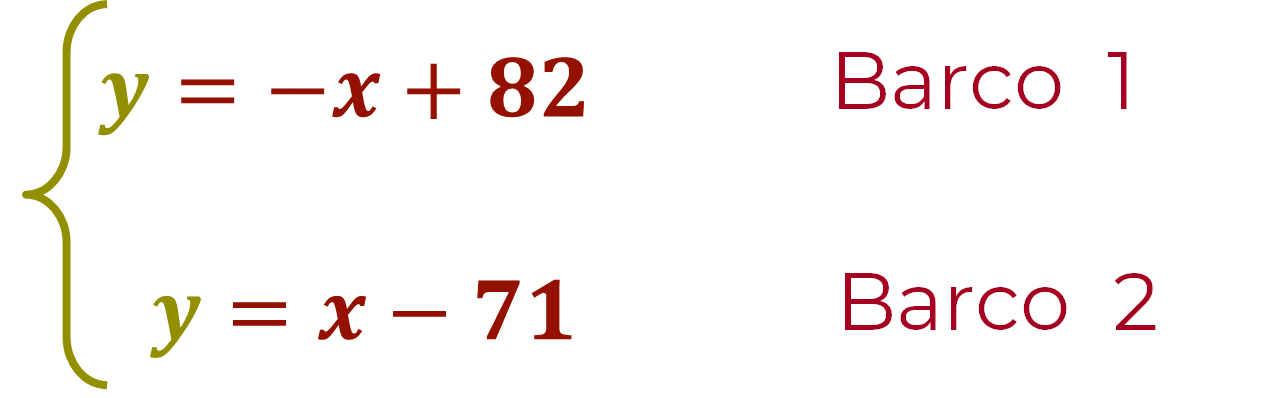 y = −x + 82 Barco 1
y = x − 71 Barco 2